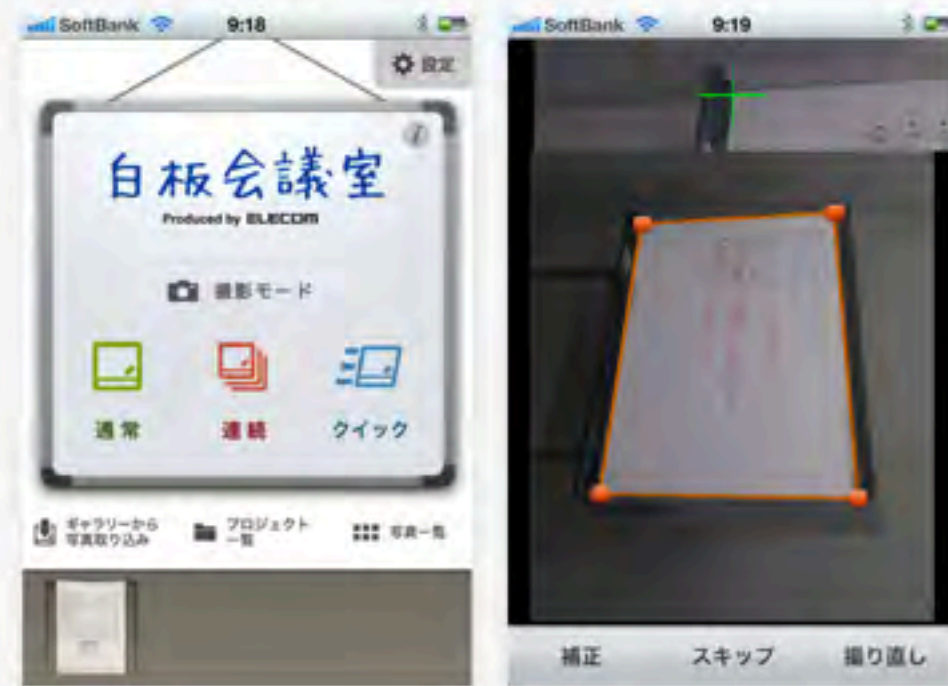 SoftBank 9:18
設定
白板会議室
Produced by ELECOM
撮影モード
通常 連続 クイック
ギャラリーから
写真取り込み
プロジェクト
一覧
写真一覧
SoftBank 9:19
補正 スキップ 撮り直し